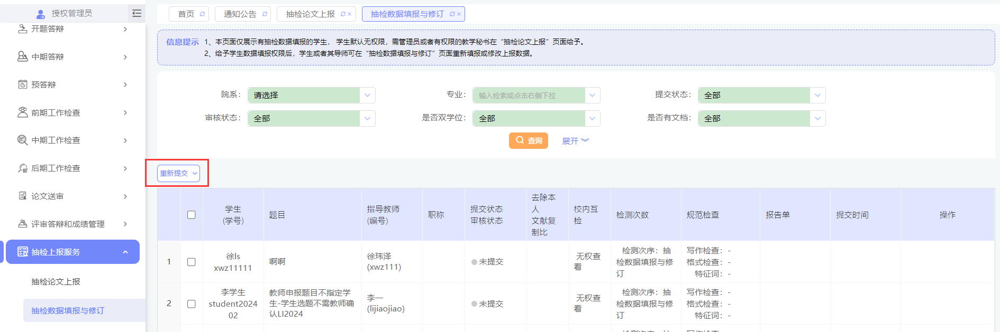 授权管理员
开题答辩
中期答辩
预答辩
前期工作检查
中期工作检查
后期工作检查
论文送审
评审答辩和成绩管理
抽检上报服务
抽检论文上报
抽检数据填报与修订
首页 通知公告 抽检论文上报 抽检数据填报与修订
信息提示 1、本页面仅展示有抽检数据填报的学生， 学生默认无权限，需管理员或者有权限的教学秘书在“抽检论文上报”页面给予。
2、给予学生数据填报权限后，学生或者其导师可在“抽检数据填报与修订”页面重新填报或修改上报数据。
院系： 请选择 专业： 输入检索或点击右侧下拉 提交状态： 全部
审核状态： 全部 是否双学位： 全部 是否有文档： 全部
查询 展开
重新提交
学生
(学号)
题目
指导教师
(编号)
职称
提交状态
审核状态
去除本
人
文献复
制比
校内互
检
检测次数
规范检查
报告单
提交时间
操作
1
徐ls
xwz11111
啊啊
徐玮泽
(xwz111)
未提交
无权查
看
检测次序：抽
检数据填报与修
订
写作检查：-
格式检查：-
特征词：-
2
李学生
student2024
02
教师申报题目不指定学
生-学生选题不需教师确
认LI2024
李一
(lijiaojiao)
未提交
无权查
看
检测次序：抽
检数据填报与修
订
写作检查：-
格式检查：-
特征词：-